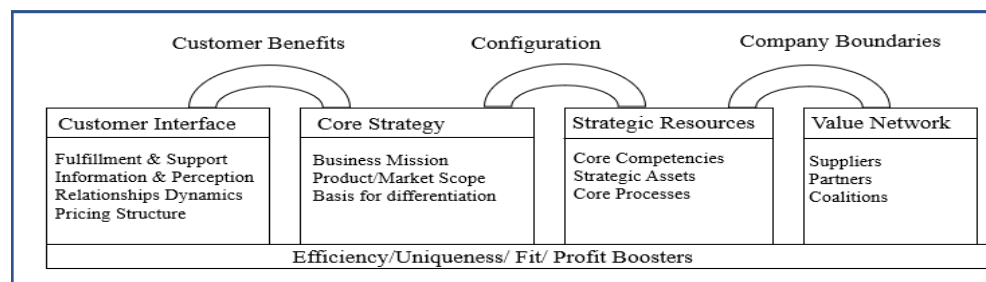 Customer Benefits
Configuration
Company Boundaries
Customer Interface
Fulfillment & Support
Information & Perception
Relationships Dynamics
Pricing Structure
Core Strategy
Business Mission
Product/Market Scope
Basis for differentiation
Strategic Resources
Core Competencies
Strategic Assets
Core Processes
Value Network
Suppliers
Partners
Coalitions
Efficiency/Uniqueness/ Fit/ Profit Boosters